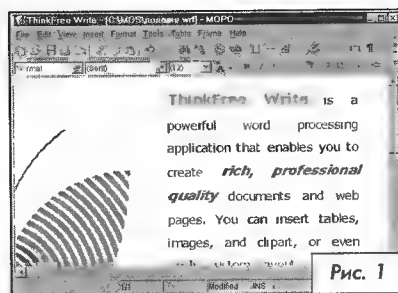 ThinkFree Write - [C:\MOS\
File Edit View Insert Format Tools Table Frame Help
(Serif) (12)
ThinkFree Write is a
powerful word processing
application that enables you to
create rich, professional
quality documents and web
pages. You can insert tables,
images, and clipart, or even
Modified INS
Рис. 1